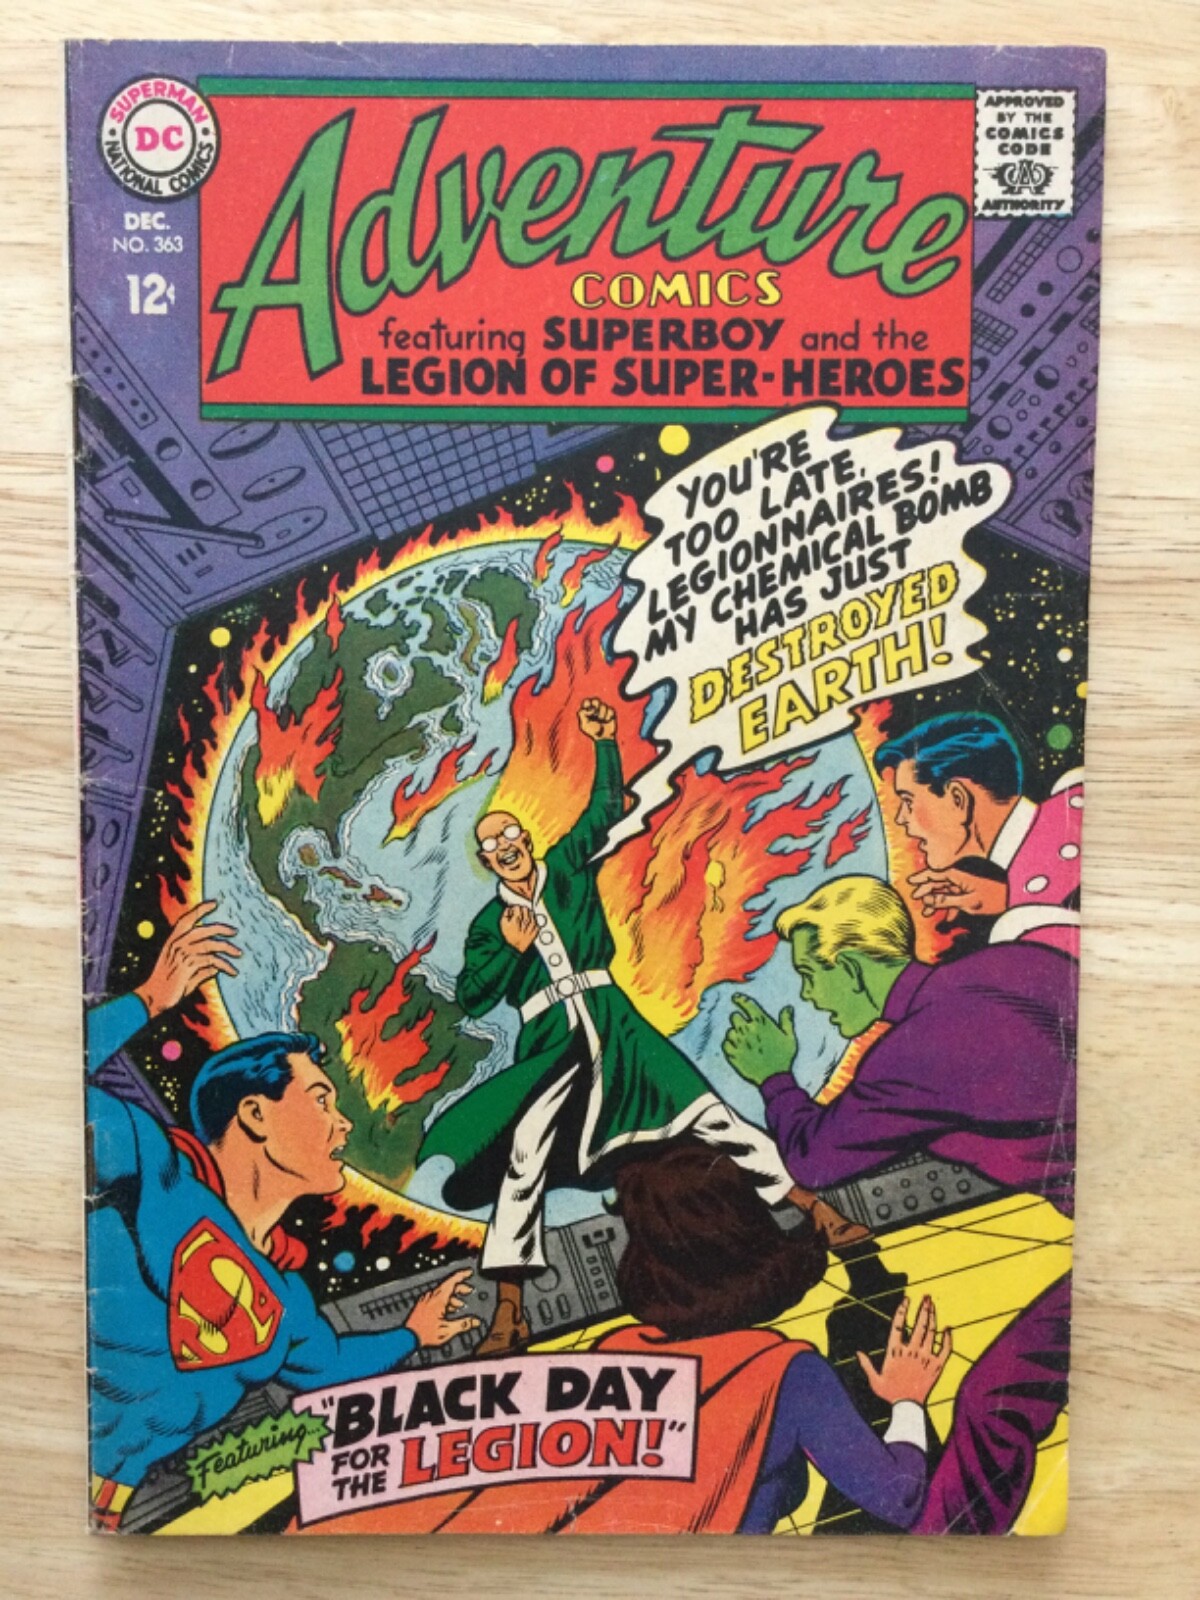 SUPERMAN
DC
NATIONAL COMICS
DEC.
NO. 363
12¢
Adventure
COMICS
featuring SUPERBOY and the
LEGION OF SUPER-HEROES
APPROVED
BY THE
COMICS
CODE
CA
AUTHORITY
YOU'RE
TOO LATE,
LEGIONNAIRES!
MY CHEMICAL BOMB
HAS JUST
DESTROYED
EARTH!
S
Featuring...
"BLACK DAY
FOR THE LEGION!"